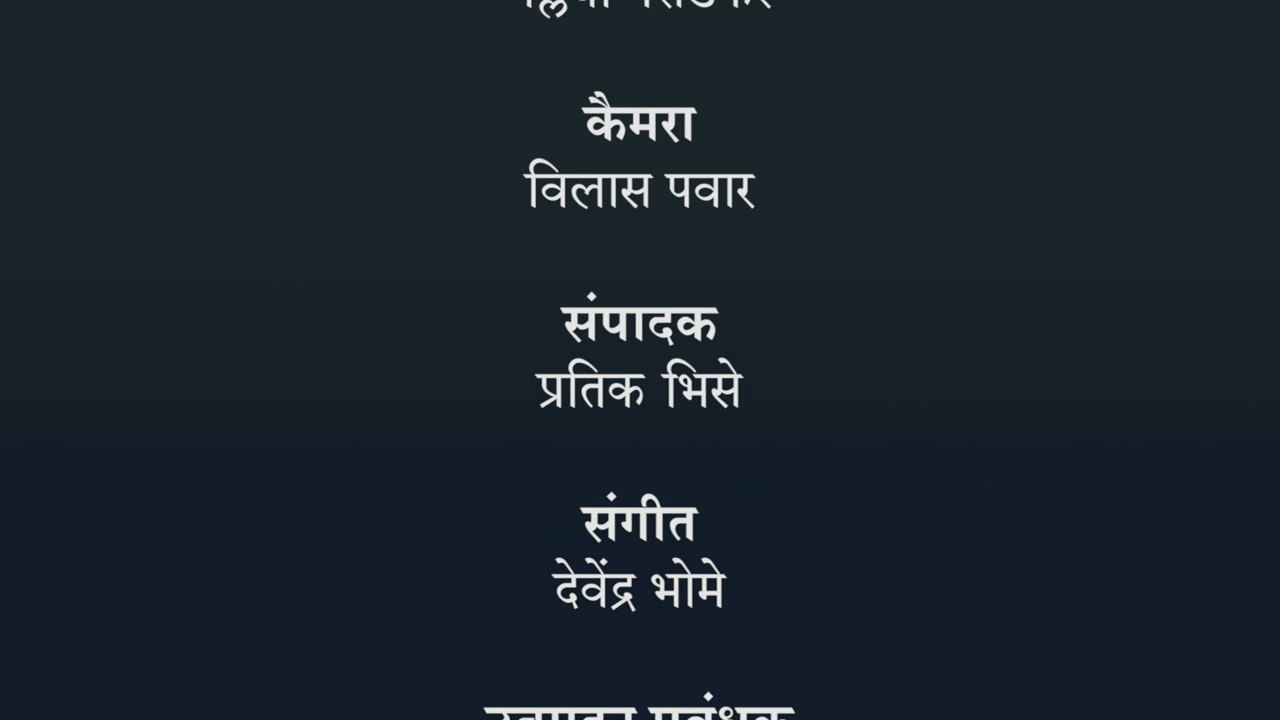 कैमरा
विलास पवार
संपादक
प्रतिक भिसे
संगीत
देवेंद्र भोमे